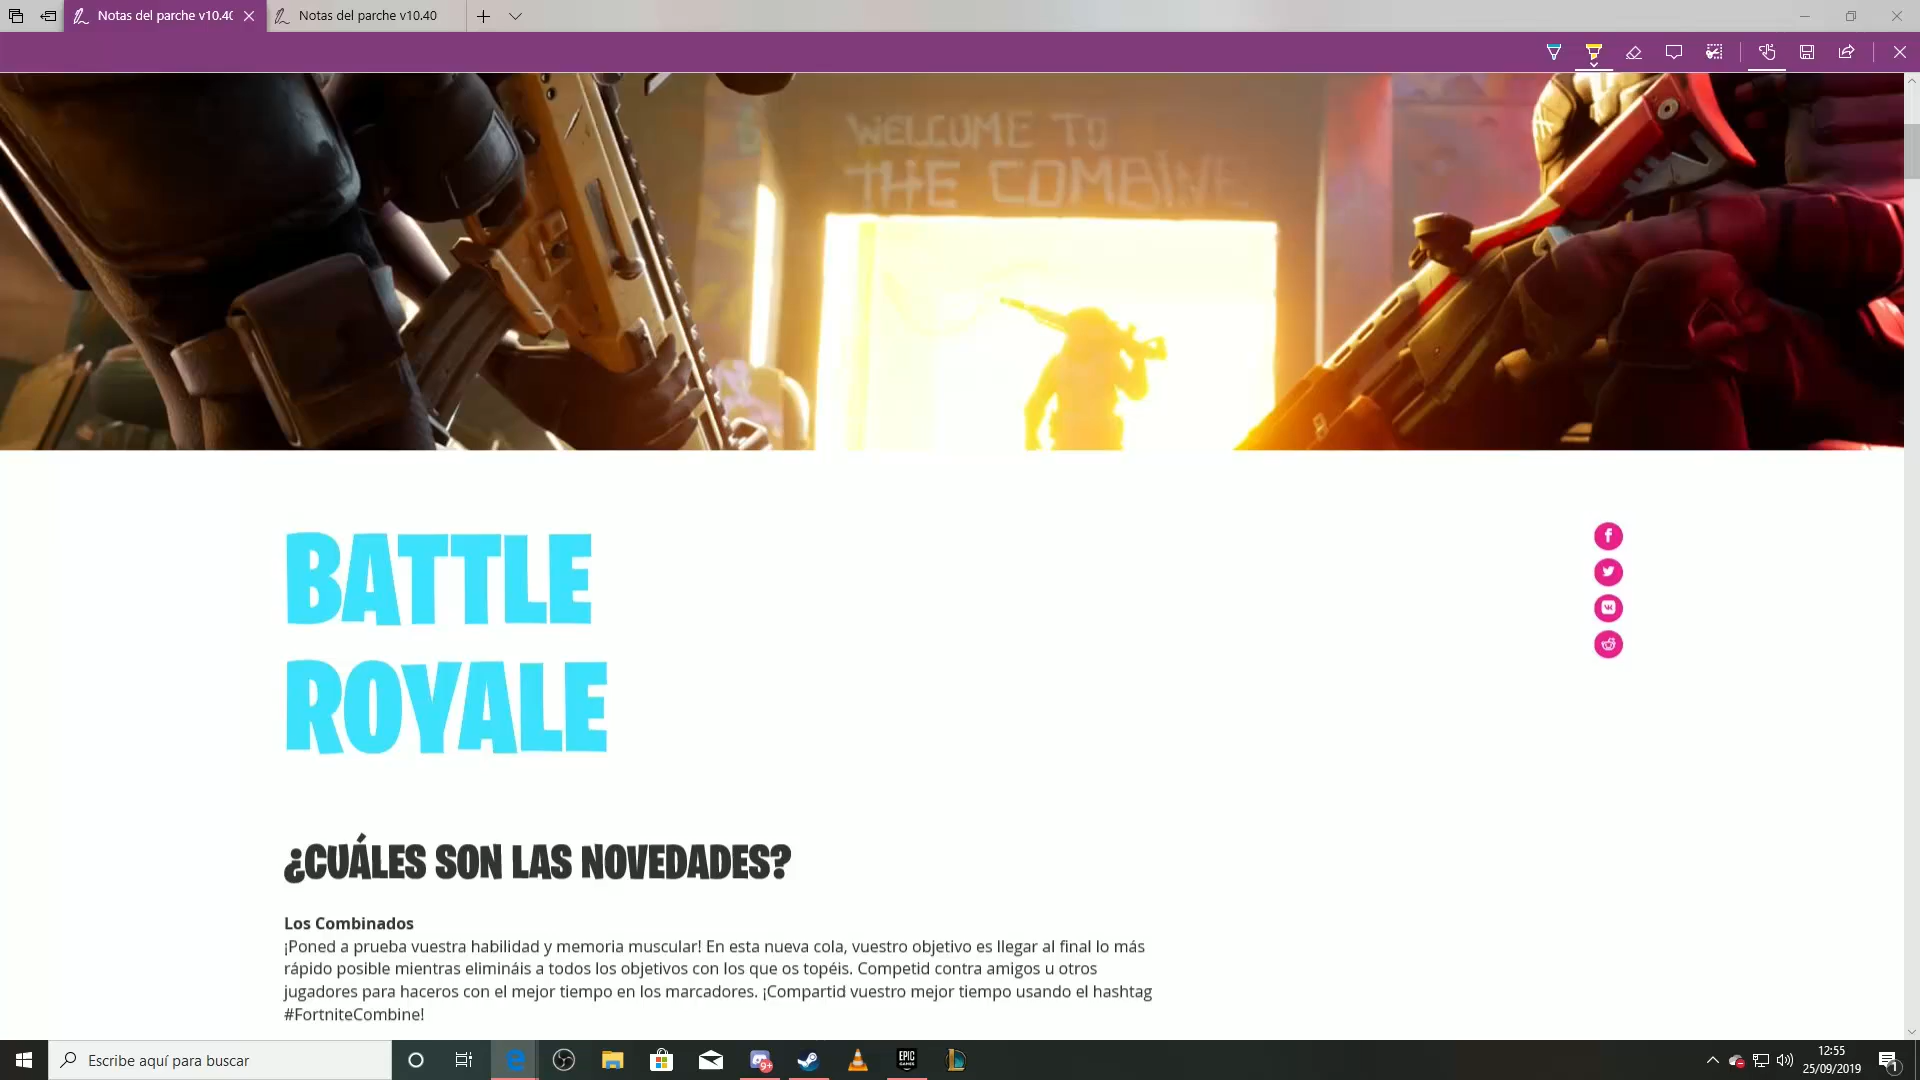 Notas del parche v10.40
Notas del parche v10.40
WELCOME TO
THE COMBINE
BATTLE
ROYALE
¿CUÁLES SON LAS NOVEDADES?
Los Combinados
¡Poned a prueba vuestra habilidad y memoria muscular! En esta nueva cola, vuestro objetivo es llegar al final lo más
rápido posible mientras elimináis a todos los objetivos con los que os topéis. Competid contra amigos u otros
jugadores para haceros con el mejor tiempo en los marcadores. ¡Compartid vuestro mejor tiempo usando el hashtag
#FortniteCombine!
Escribe aquí para buscar
9+
EPIC
GAMES
12:55
25/09/2019
1